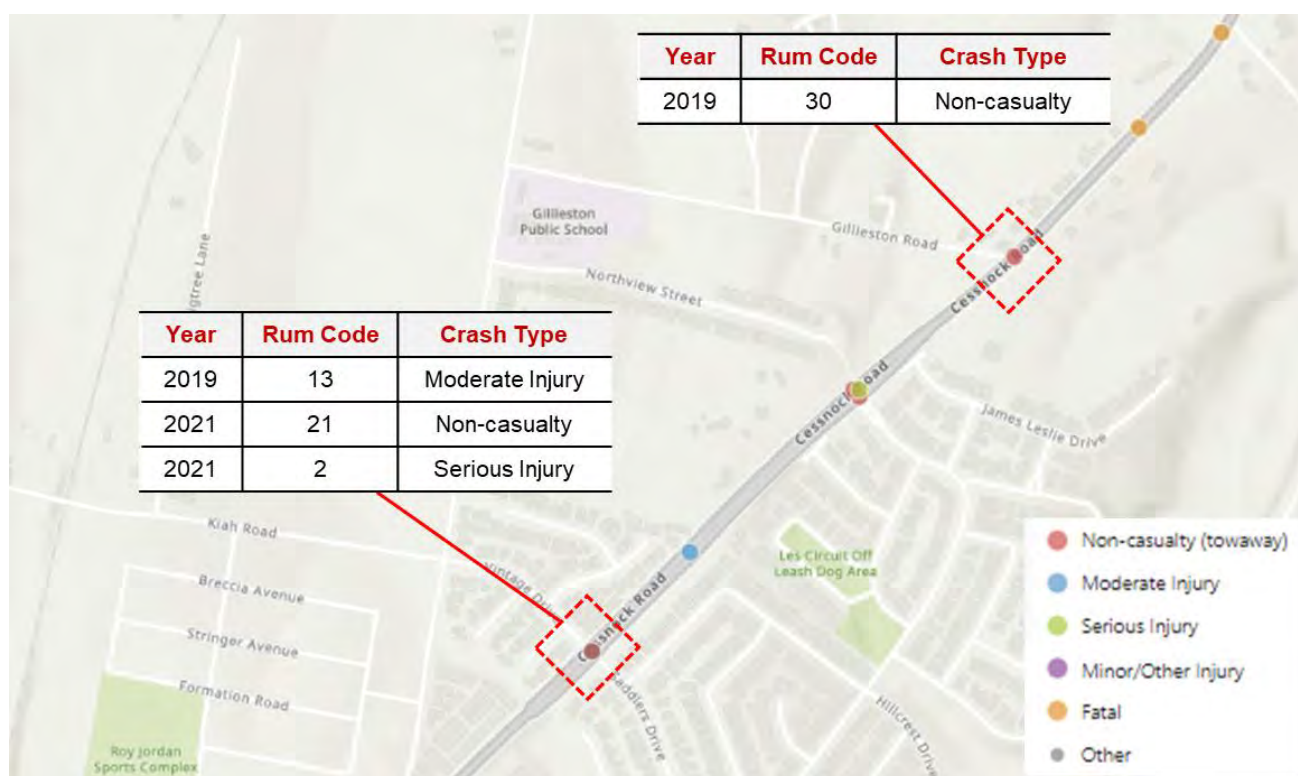 Year Rum Code Crash Type
2019 30 Non-casualty
Gillieston
Public School
Gillieston Road
Cessnock Road
Northview Street
Year Rum Code Crash Type
2019 13 Moderate Injury
2021 21 Non-casualty
2021 2 Serious Injury
Cessnock Road
James Leslie Drive
Kiah Road
Vintage Drive
Les Circuit Off
Leash Dog Area
Breccia Avenue
Cessnock Road
Stringer Avenue
Formation Road
Saddlers Drive
Hillcrest Drive
Roy Jordan
Sports Complex
Non-casualty (towaway)
Moderate Injury
Serious Injury
Minor/Other Injury
Fatal
Other